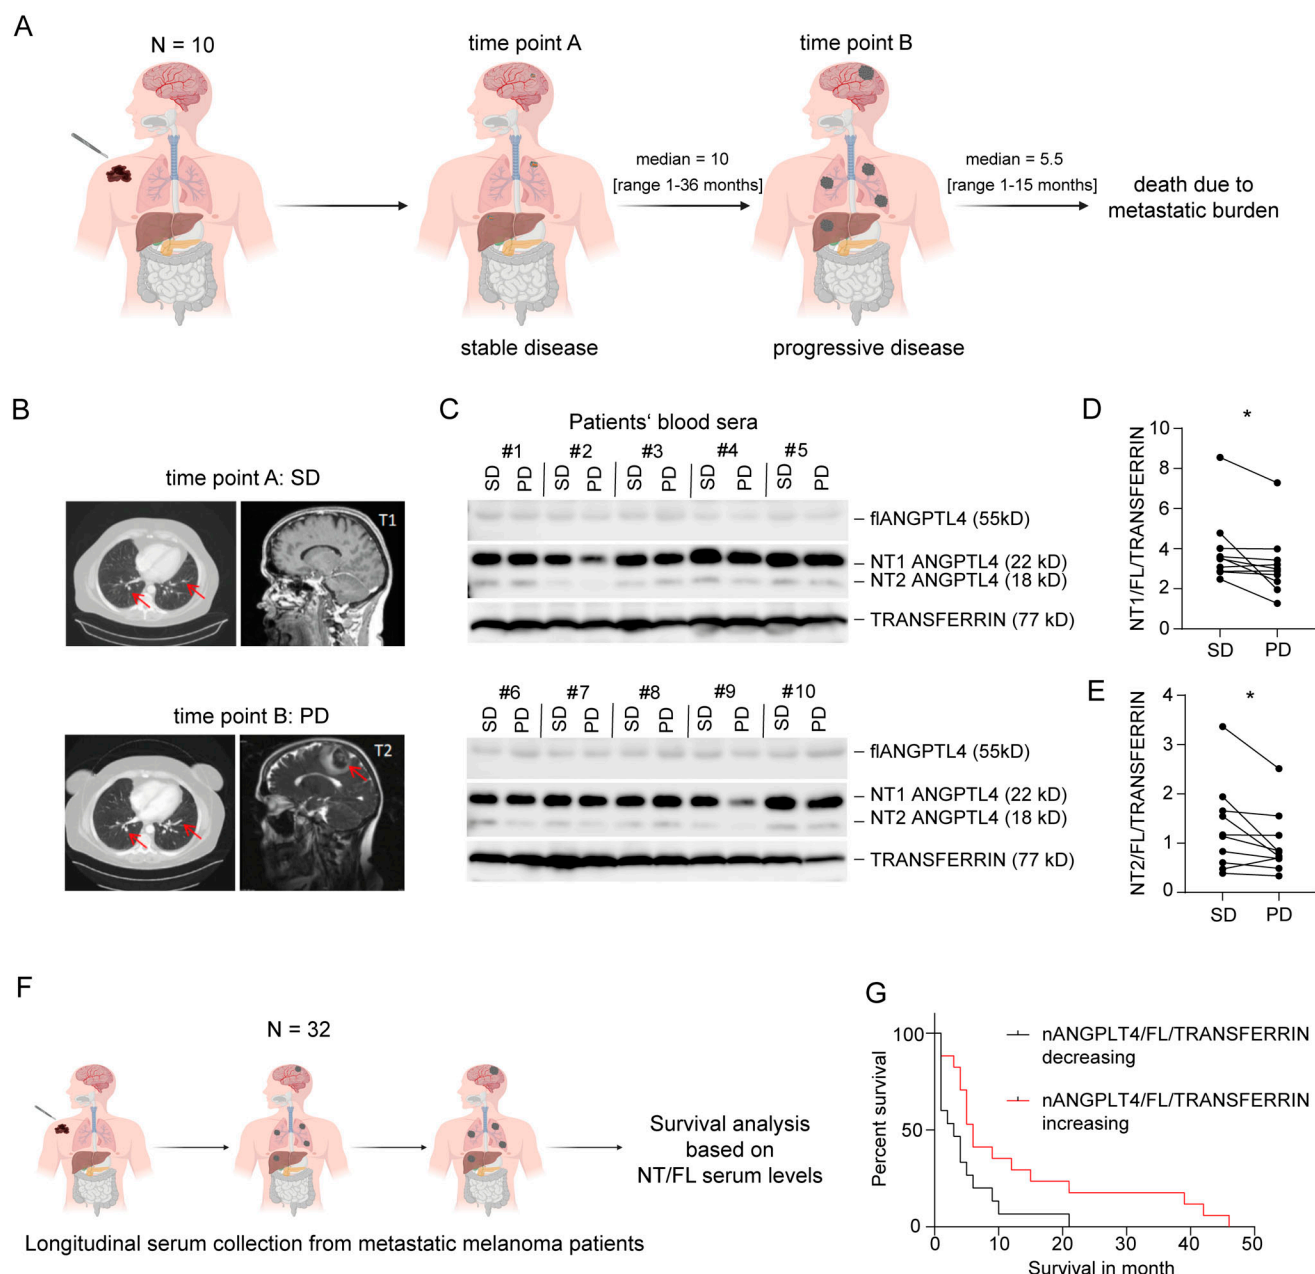 A
N = 10
time point A
time point B
median = 10
[range 1-36 months]
median = 5.5
[range 1-15 months]
death due to
metastatic burden
stable disease
progressive disease
B
time point A: SD
T1
time point B: PD
T2
C
Patients‘ blood sera
#1 #2 #3 #4 #5
SD PD SD PD SD PD SD PD SD PD
– flANGPTL4 (55kD)
– NT1 ANGPTL4 (22 kD)
– NT2 ANGPTL4 (18 kD)
– TRANSFERRIN (77 kD)
#6 #7 #8 #9 #10
SD PD SD PD SD PD SD PD SD PD
– flANGPTL4 (55kD)
– NT1 ANGPTL4 (22 kD)
– NT2 ANGPTL4 (18 kD)
– TRANSFERRIN (77 kD)
D
NT1/FL/TRANSFERRIN
*
10
8
6
4
2
0
SD PD
E
NT2/FL/TRANSFERRIN
*
4
3
2
1
0
SD PD
F
N = 32
Survival analysis
based on
NT/FL serum levels
Longitudinal serum collection from metastatic melanoma patients
G
Percent survival
100
50
0
nANGPLT4/FL/TRANSFERRIN
decreasing
nANGPLT4/FL/TRANSFERRIN
increasing
0 10 20 30 40 50
Survival in month